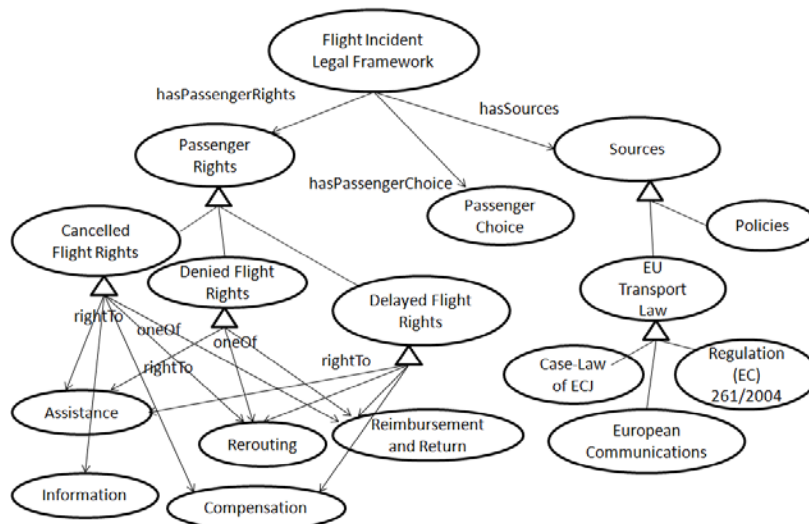 Flight Incident
Legal Framework
hasPassengerRights
hasSources
Passenger
Rights
Sources
hasPassengerChoice
Passenger
Choice
Policies
Cancelled
Flight Rights
Denied Flight
Rights
EU
Transport
Law
Delayed Flight
Rights
rightTo
oneOf
rightTo
oneOf
rightTo
Case-Law
of ECJ
Regulation
(EC)
261/2004
Assistance
Rerouting
Reimbursement
and Return
European
Communications
Information
Compensation